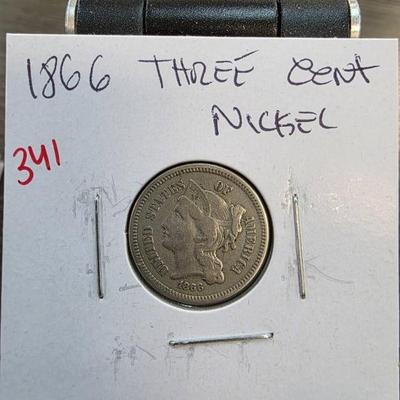 1866 THREE CENT
NICKEL
341
UNITED STATES OF AMERICA
1866